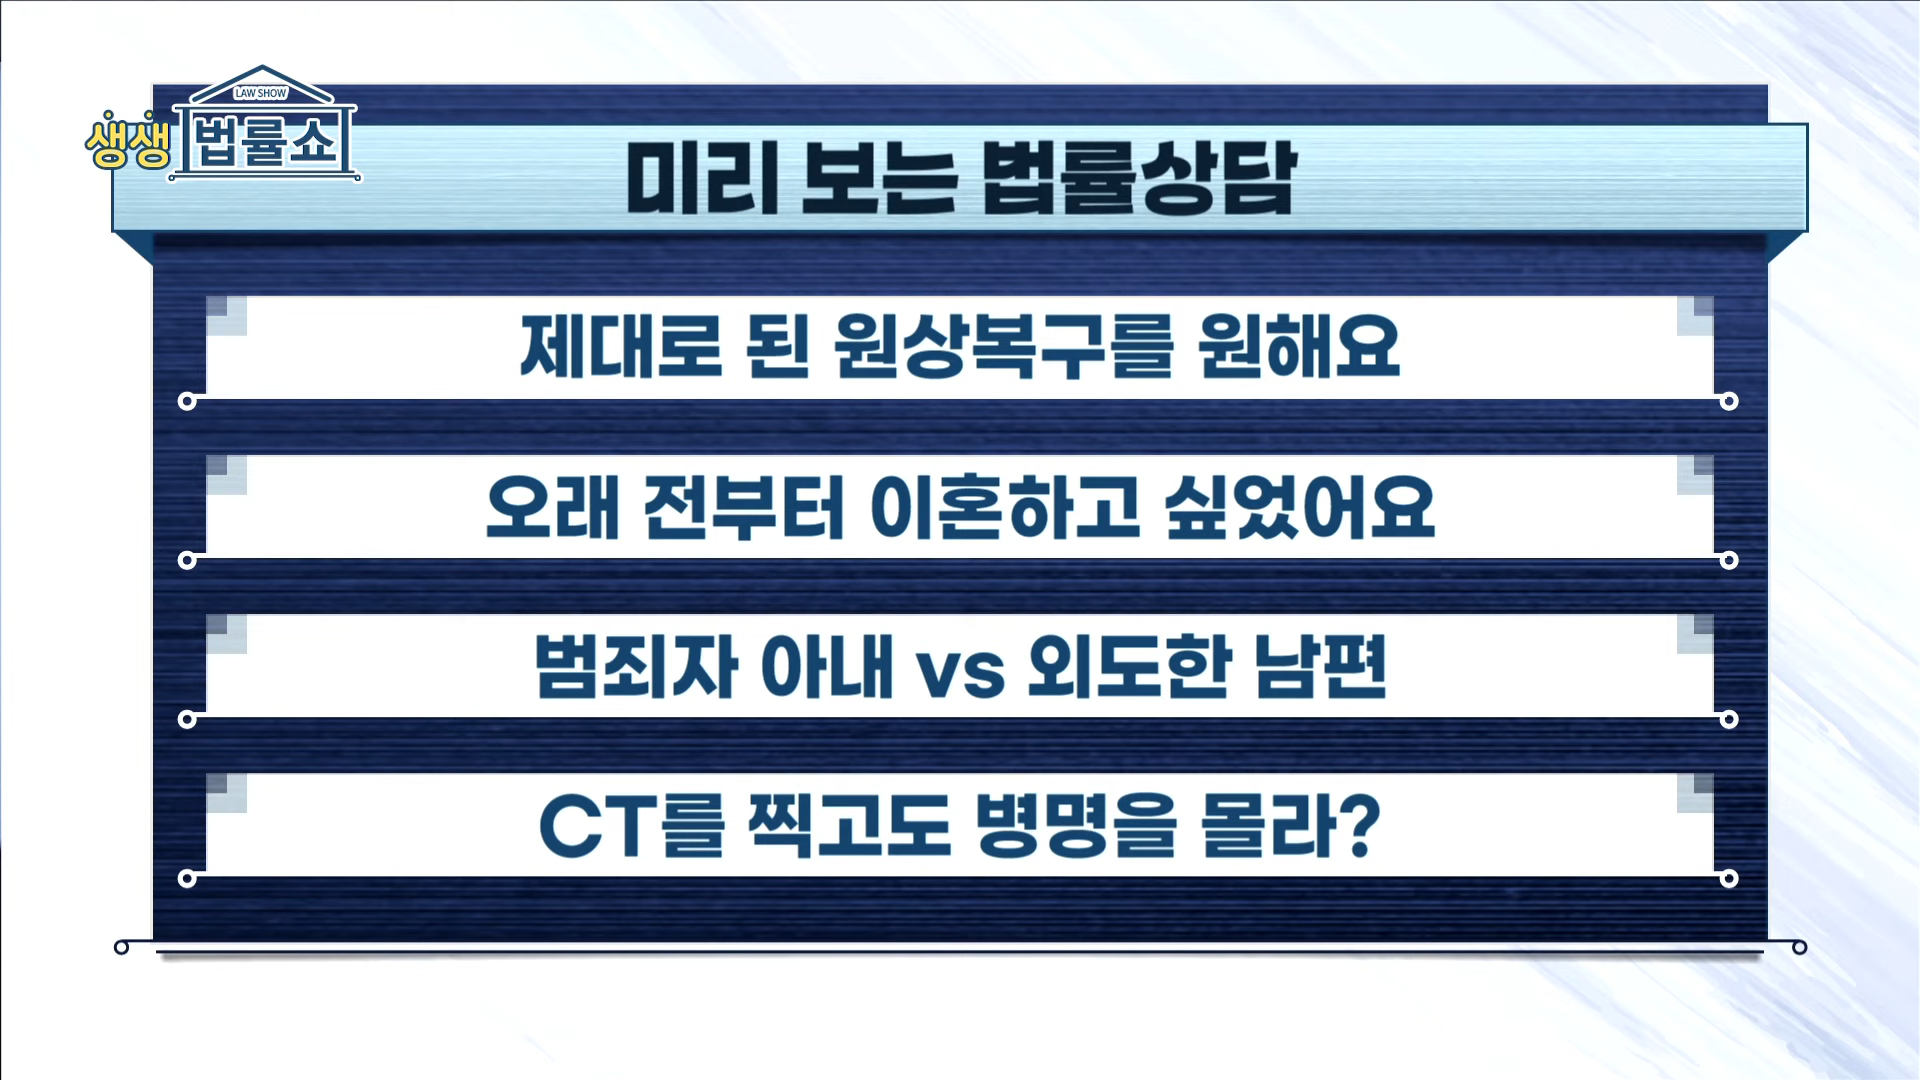 LAW SHOW
생생 법률쇼
미리 보는 법률상담
제대로 된 원상복구를 원해요
오래 전부터 이혼하고 싶었어요
범죄자 아내 vs 외도한 남편
CT를 찍고도 병명을 몰라?